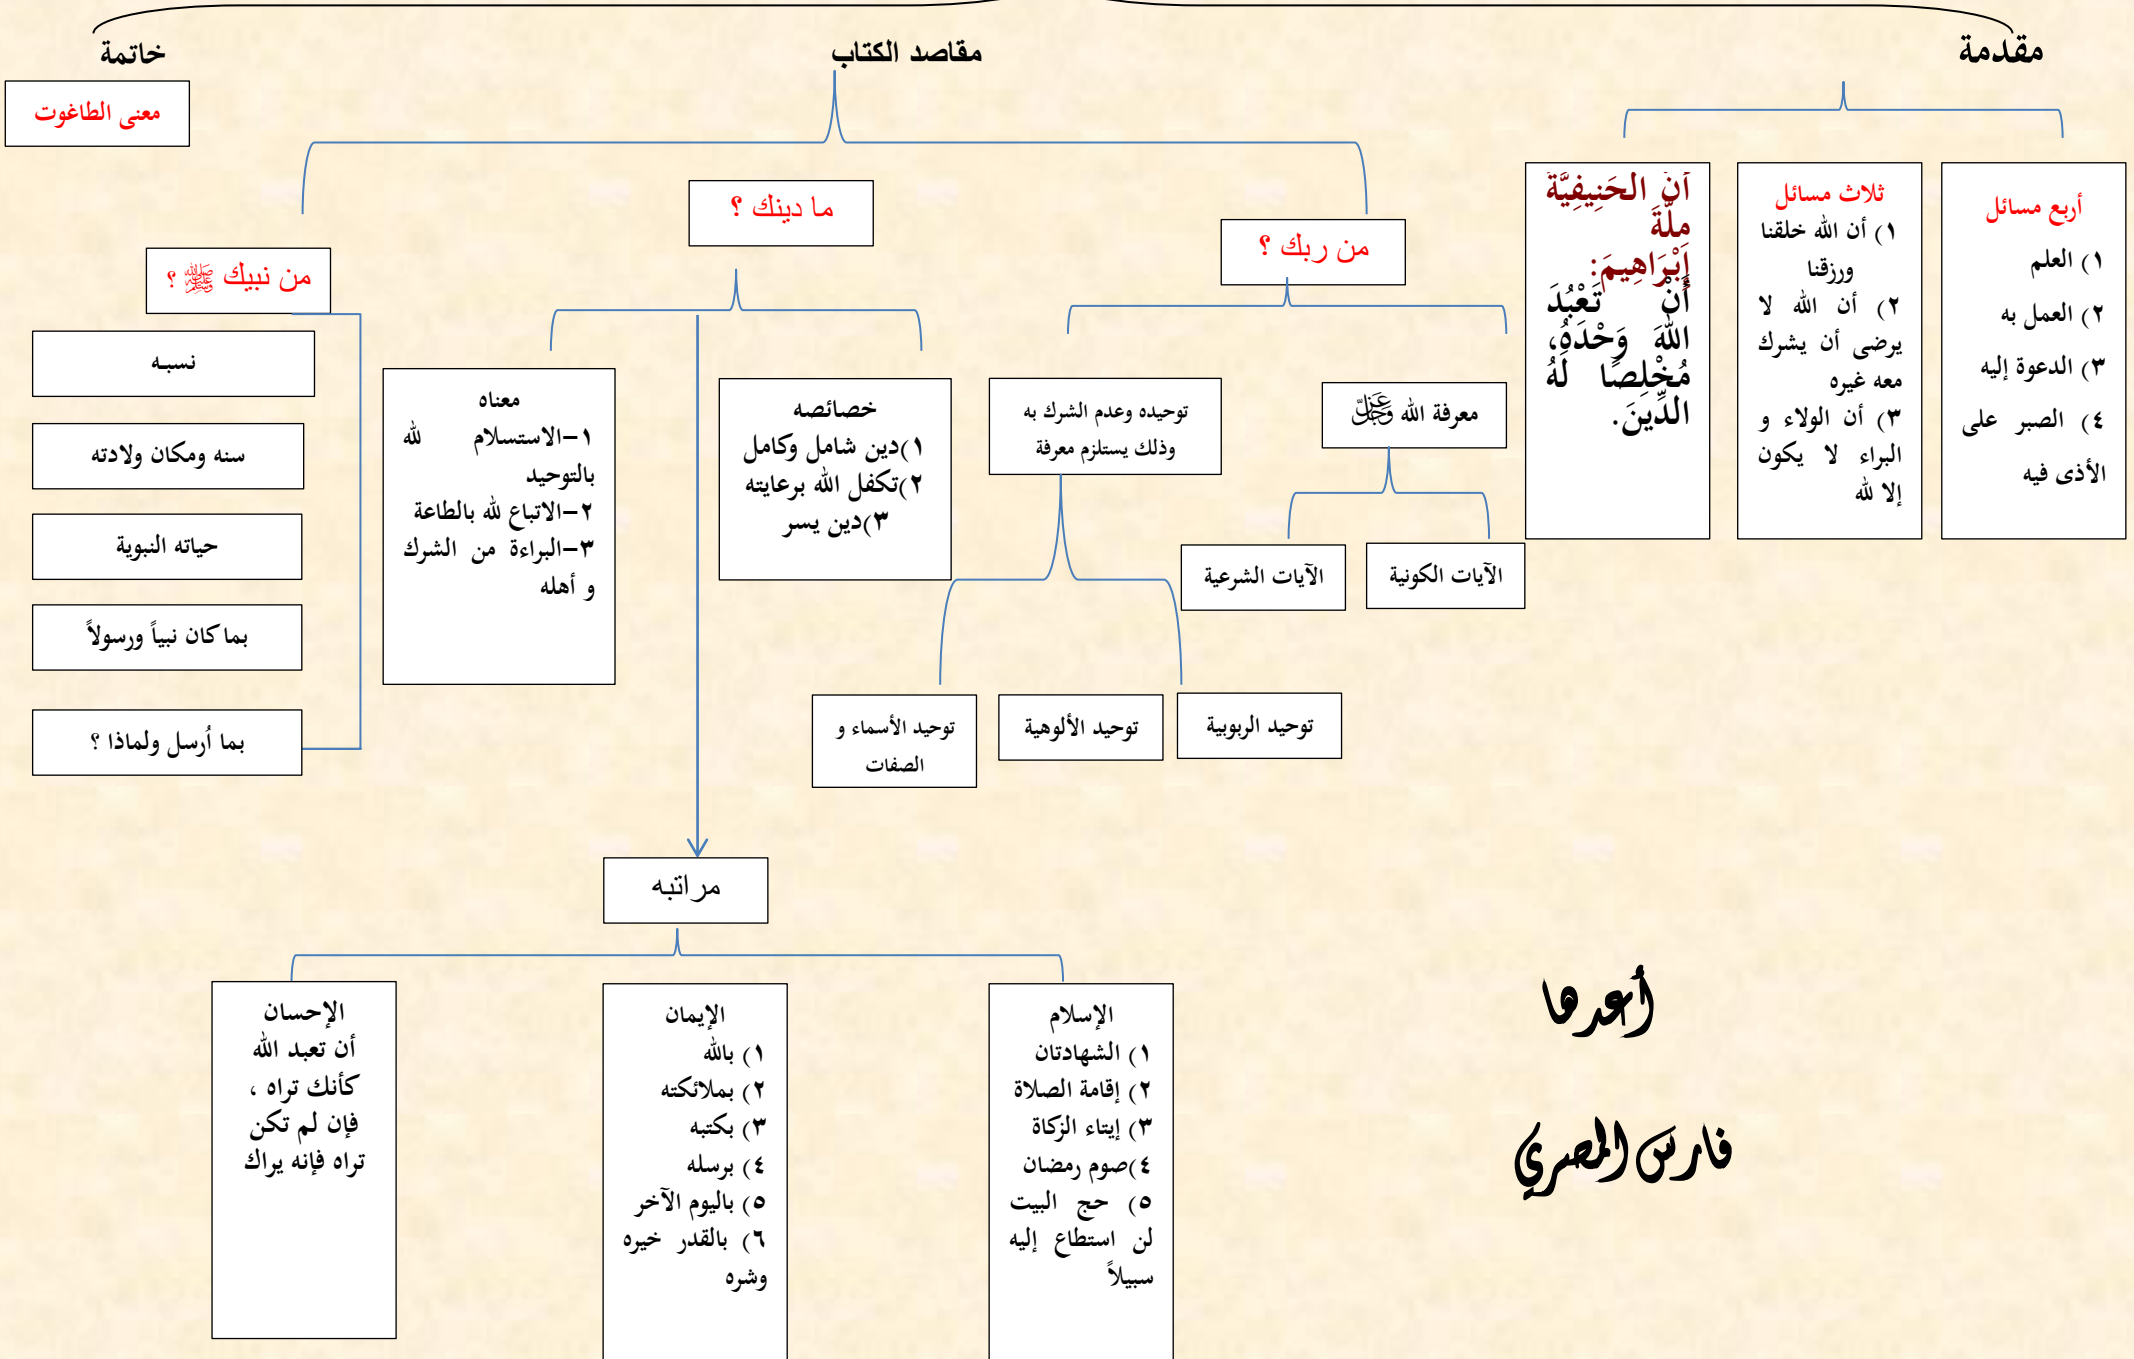 مقدمة
أربع مسائل
١) العلم
٢) العمل به
٣) الدعوة إليه
٤) الصبر على
الأذى فيه
ثلاث مسائل
١) أن الله خلقنا
ورزقنا
٢) أن الله لا
يرضى أن يشرك
معه غيره
٣) أن الولاء و
البراء لا يكون
إلا لله
أنَّ الحَنِيفِيَّةَ
مِلَّةَ
إِبْرَاهِيمَ:
أَنْ تَعْبُدَ
اللهَ وَحْدَهُ،
مُخْلِصًا لَهُ
الدِّينَ.
مقاصد الكتاب
من ربك ؟
معرفة الله عَزَّ وَجَلَّ
الآيات الكونية
الآيات الشرعية
توحيده وعدم الشرك به
وذلك يستلزم معرفة
توحيد الربوبية
توحيد الألوهية
توحيد الأسماء و
الصفات
ما دينك ؟
خصائصه
١)دين شامل وكامل
٢)تكفل الله برعايته
٣)دين يسر
معناه
١-الاستسلام لله
بالتوحيد
٢-الاتباع لله بالطاعة
٣-البراءة من الشرك
و أهله
مراتبه
الإسلام
١) الشهادتان
٢) إقامة الصلاة
٣) إيتاء الزكاة
٤)صوم رمضان
٥) حج البيت
لن استطاع إليه
سبيلاً
الإيمان
١) بالله
٢) بملائكته
٣) بكتبه
٤) برسله
٥) باليوم الآخر
٦) بالقدر خيره
وشره
الإحسان
أن تعبد الله
كأنك تراه ،
فإن لم تكن
تراه فإنه يراك
من نبيك ﷺ ؟
نسبه
سنه ومكان ولادته
حياته النبوية
بما كان نبياً ورسولاً
بما أرسل ولماذا ؟
خاتمة
معنى الطاغوت
أعدها
فارس المصري